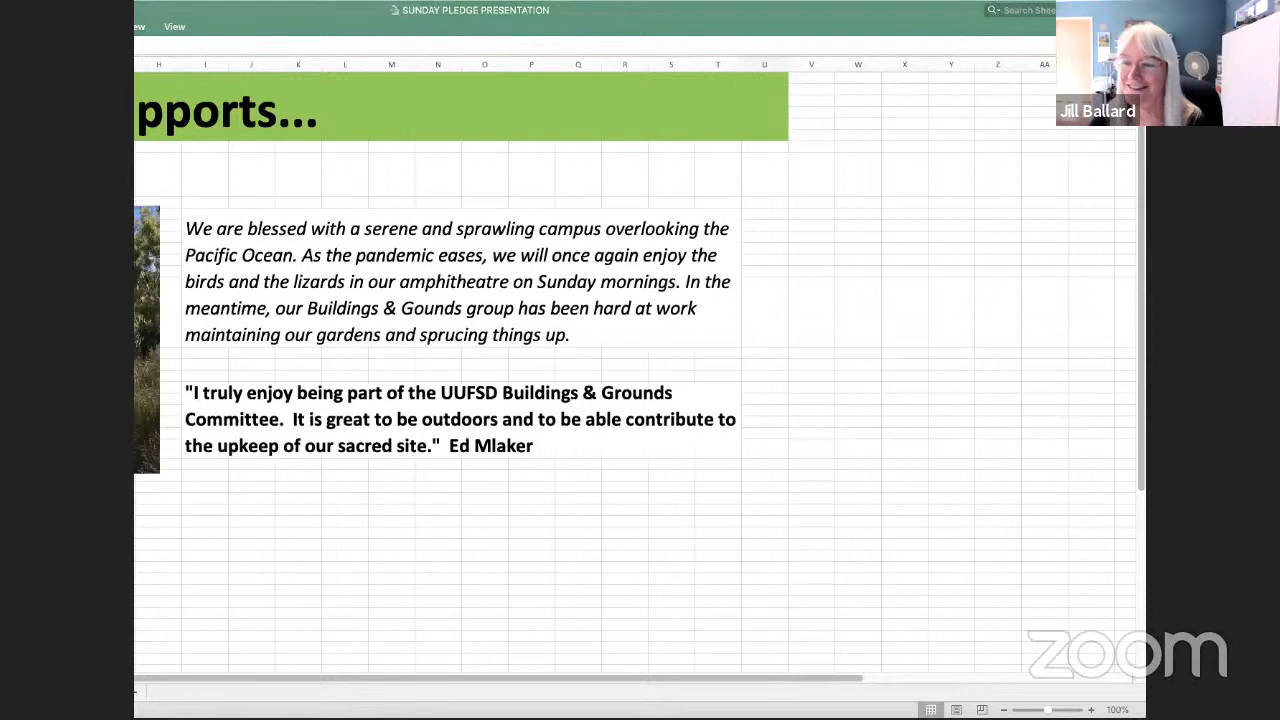 SUNDAY PLEDGE PRESENTATION
Search Shee
ew View
H I J K L M N O P Q R S T U V W X Y Z AA
pports...
Jill Ballard
We are blessed with a serene and sprawling campus overlooking the
Pacific Ocean. As the pandemic eases, we will once again enjoy the
birds and the lizards in our amphitheatre on Sunday mornings. In the
meantime, our Buildings & Gounds group has been hard at work
maintaining our gardens and sprucing things up.
"I truly enjoy being part of the UUFSD Buildings & Grounds
Committee. It is great to be outdoors and to be able contribute to
the upkeep of our sacred site." Ed Mlaker
zoom
100%